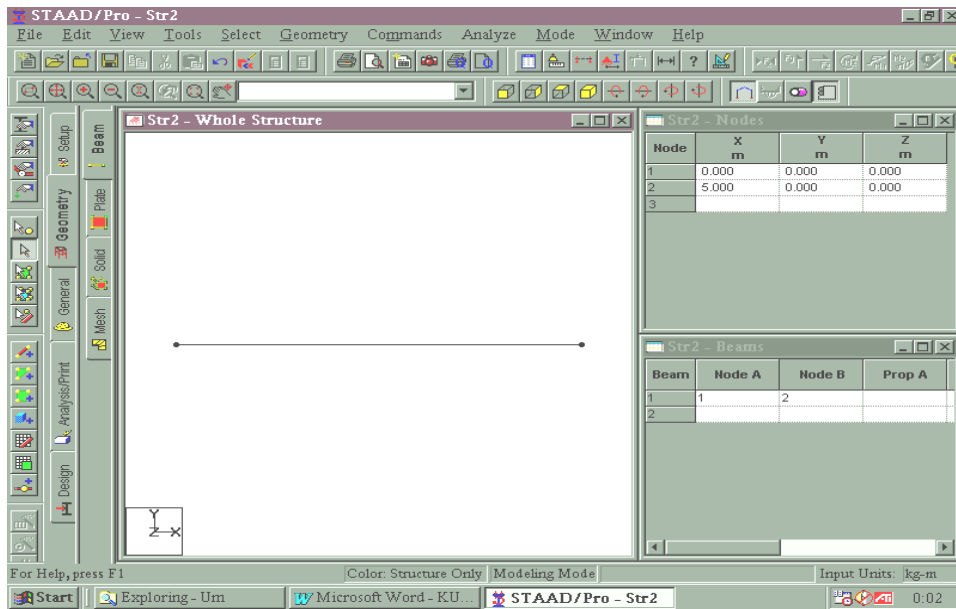 STAAD/Pro - Str2
File Edit View Tools Select Geometry Commands Analyze Mode Window Help
Setup
Geometry
General
Analysis/Print
Design
Beam
Plate
Solid
Mesh
Str2 - Whole Structure
Y
Z X
Str2 - Nodes
Node X Y Z
m m m
1 0.000 0.000 0.000
2 5.000 0.000 0.000
3
Str2 - Beams
Beam Node A Node B Prop A
1 1 2
2
For Help, press F1 Color: Structure Only Modeling Mode Input Units: kg-m
Start Exploring - Um Microsoft Word - KU... STAAD/Pro - Str2 0:02